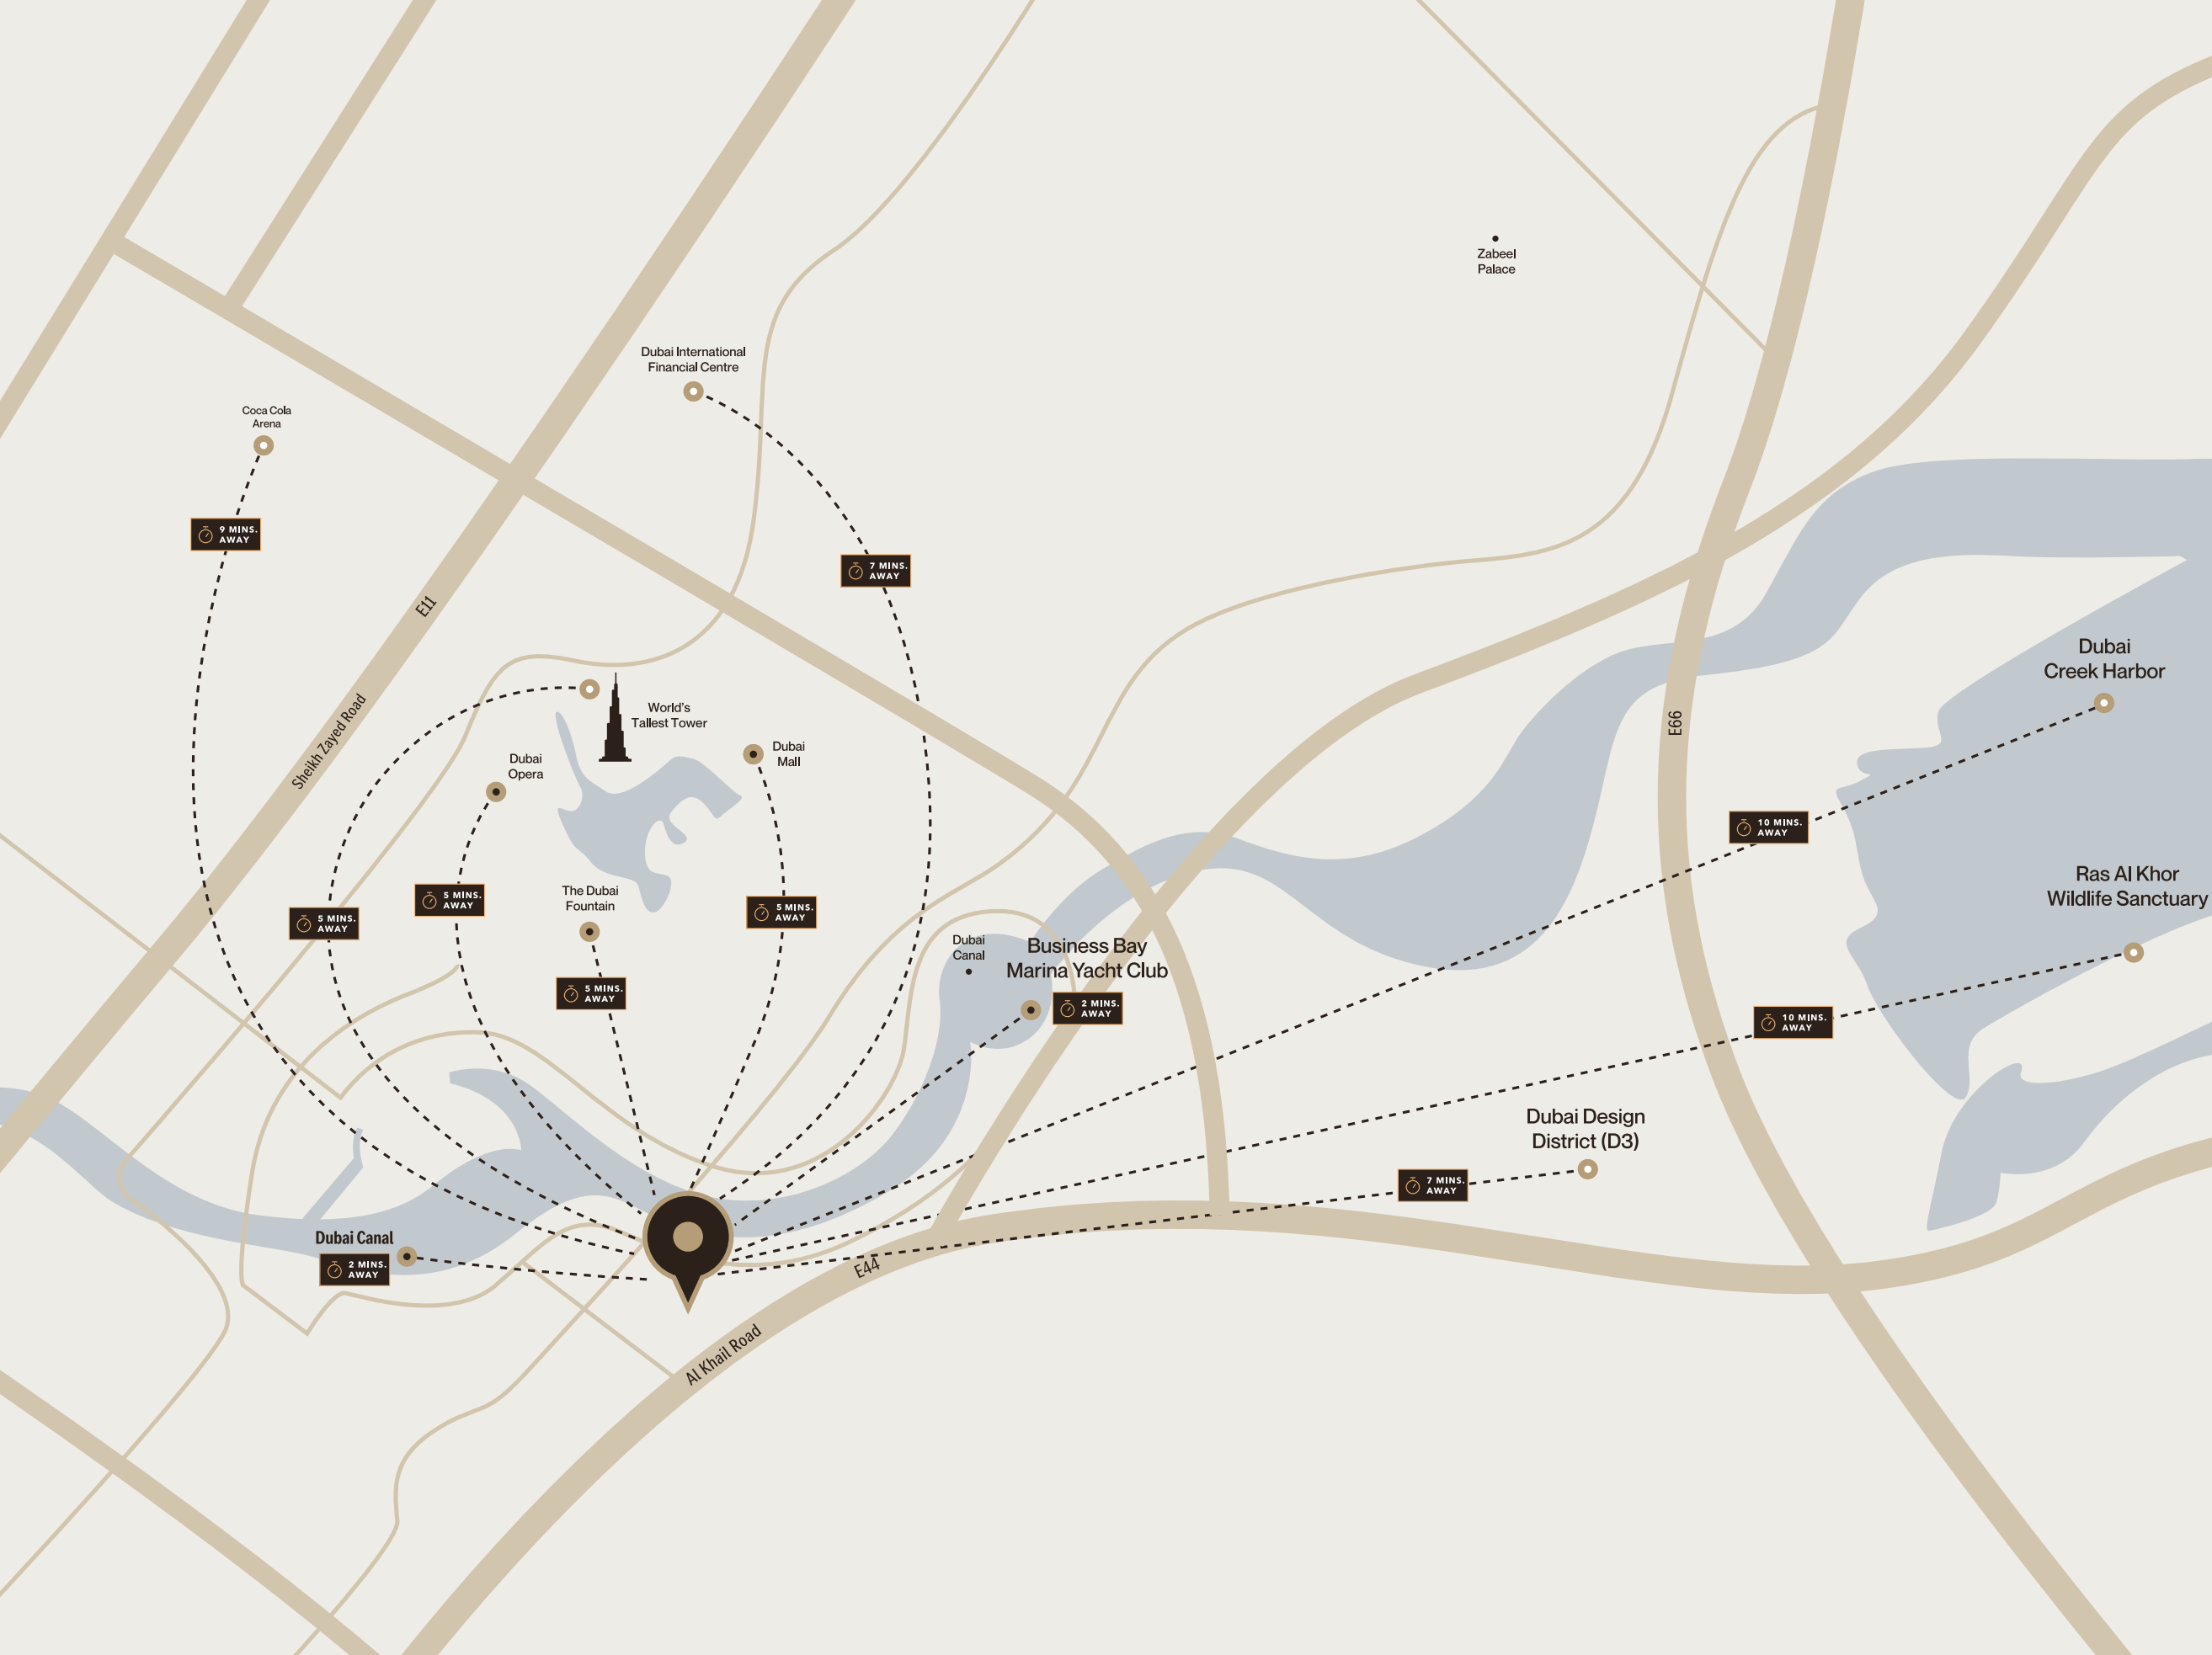 Zabeel
Palace
Dubai International
Financial Centre
Coca Cola
Arena
9 MINS.
AWAY
7 MINS.
AWAY
E11
Sheikh Zayed Road
World's
Tallest Tower
Dubai
Opera
Dubai
Mall
5 MINS.
AWAY
5 MINS.
AWAY
The Dubai
Fountain
5 MINS.
AWAY
5 MINS.
AWAY
Dubai
Canal
Business Bay
Marina Yacht Club
2 MINS.
AWAY
E66
Dubai
Creek Harbor
10 MINS.
AWAY
Ras Al Khor
Wildlife Sanctuary
10 MINS.
AWAY
Dubai Design
District (D3)
7 MINS.
AWAY
Dubai Canal
2 MINS.
AWAY
E44
Al Khail Road